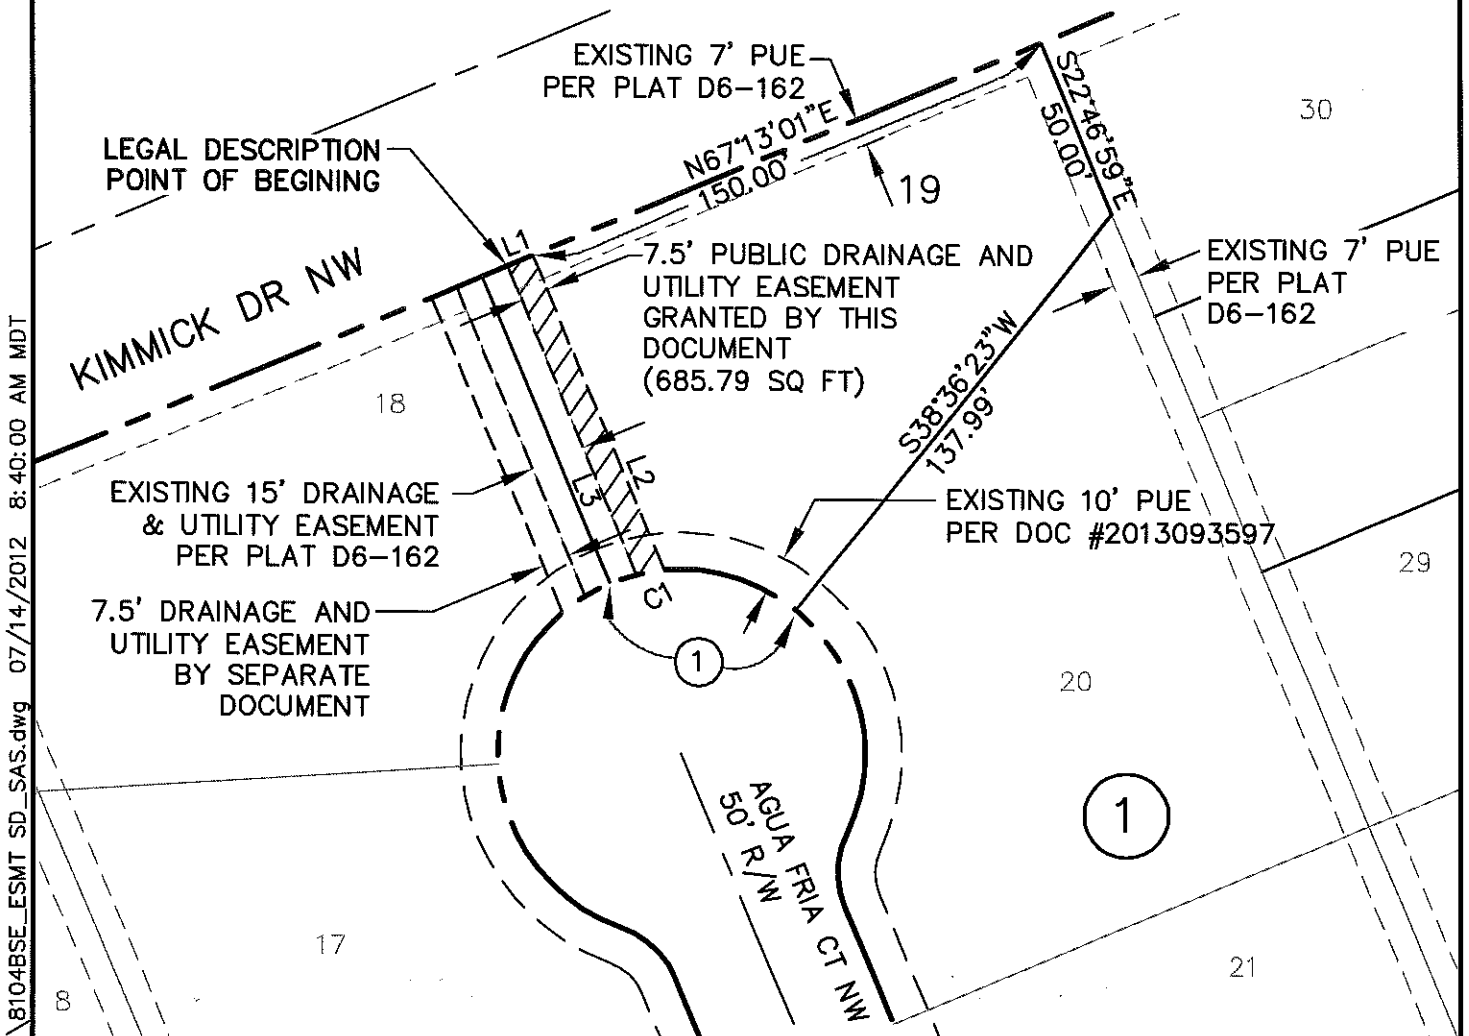 EXISTING 7' PUE
PER PLAT D6-162
S22°46'59"E
50.00'
30
LEGAL DESCRIPTION
POINT OF BEGINING
N67°13'01"E
150.00'
19
L1
7.5' PUBLIC DRAINAGE AND
UTILITY EASEMENT
GRANTED BY THIS
DOCUMENT
(685.79 SQ FT)
EXISTING 7' PUE
PER PLAT
D6-162
KIMMICK DR NW
18
S38°36'23"W
137.99'
EXISTING 15' DRAINAGE
& UTILITY EASEMENT
PER PLAT D6-162
L3
L2
EXISTING 10' PUE
PER DOC #2013093597
29
7.5' DRAINAGE AND
UTILITY EASEMENT
BY SEPARATE
DOCUMENT
C1
1
20
AGUA FRIA CT NW
50' R/W
1
17
21
8
\8104BSE_ESMT SD_SAS.dwg 07/14/2012 8:40:00 AM MDT